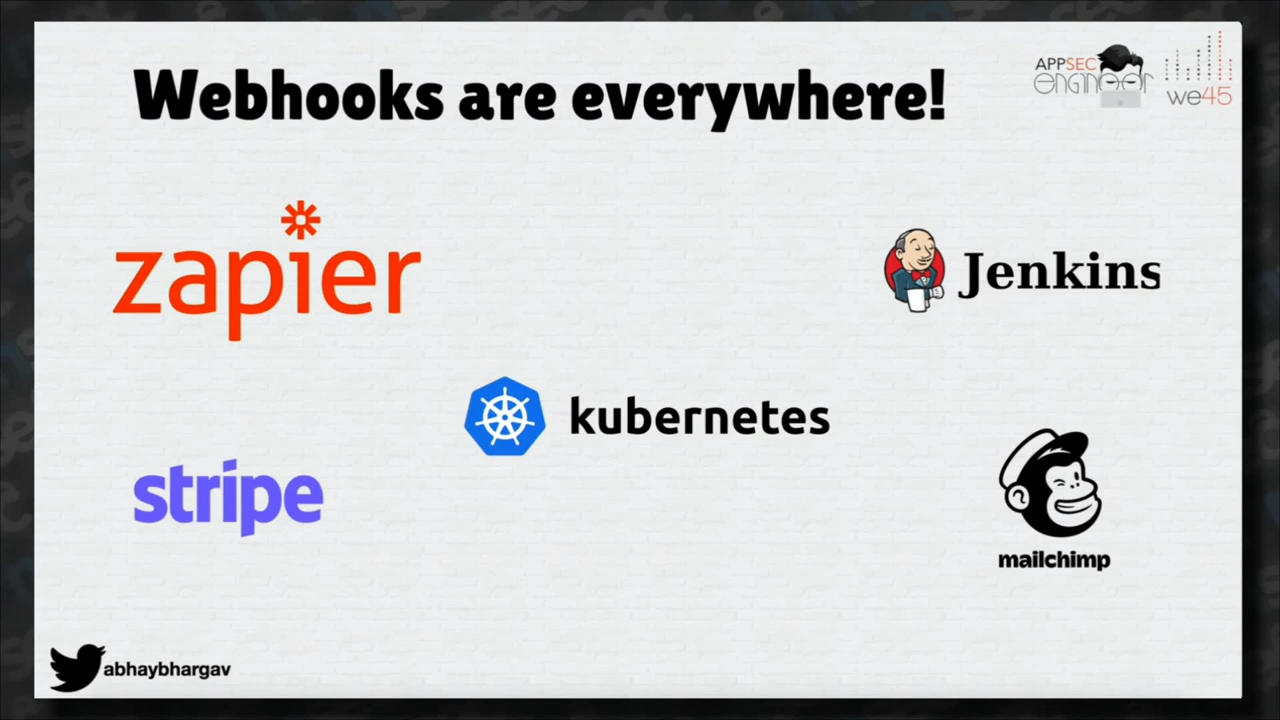 Webhooks are everywhere!
APPSEC
engineer
we45
zapier
Jenkins
kubernetes
stripe
mailchimp
abhaybhargav